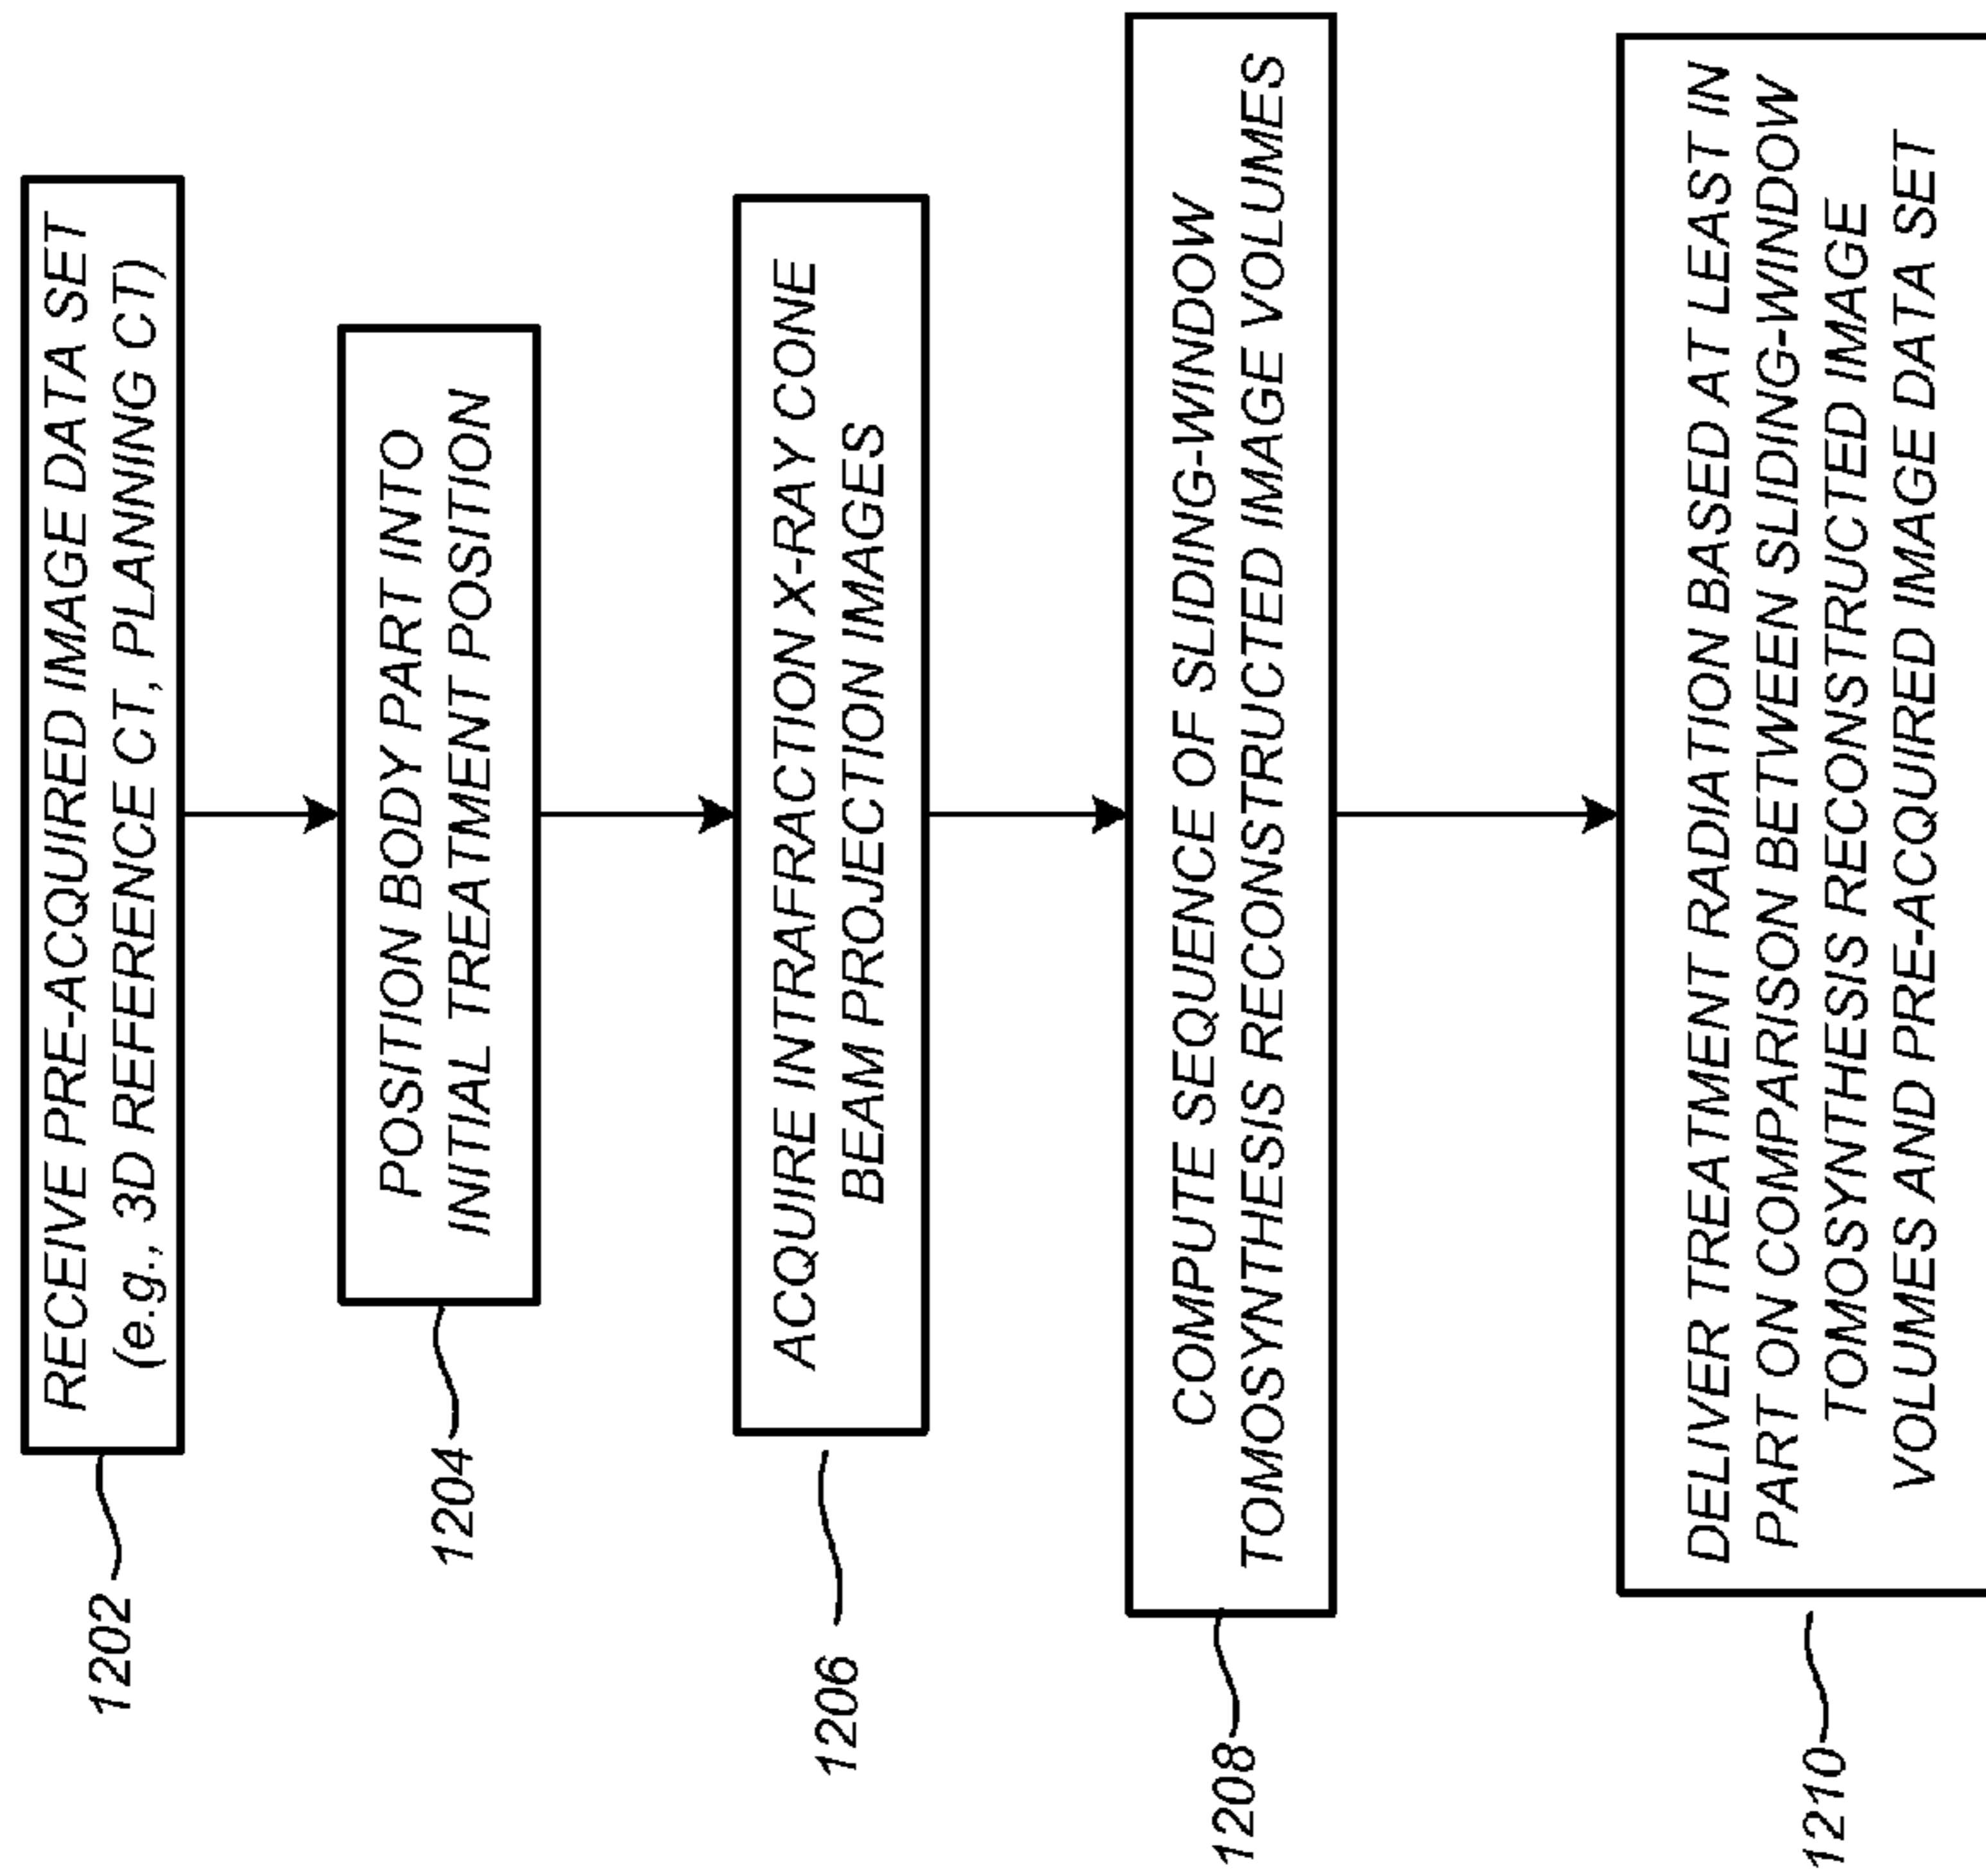 RECEIVE PRE-ACQUIRED IMAGE DATA SET
(e.g., 3D REFERENCE CT, PLANNING CT)
1202
POSITION BODY PART INTO
INITIAL TREATMENT POSITION
1204
ACQUIRE INTRAFRACTION X-RAY CONE
BEAM PROJECTION IMAGES
1206
COMPUTE SEQUENCE OF SLIDING-WINDOW
TOMOSYNTHESIS RECONSTRUCTED IMAGE VOLUMES
1208
DELIVER TREATMENT RADIATION BASED AT LEAST IN
PART ON COMPARISON BETWEEN SLIDING-WINDOW
TOMOSYNTHESIS RECONSTRUCTED IMAGE
VOLUMES AND PRE-ACQUIRED IMAGE DATA SET
1210